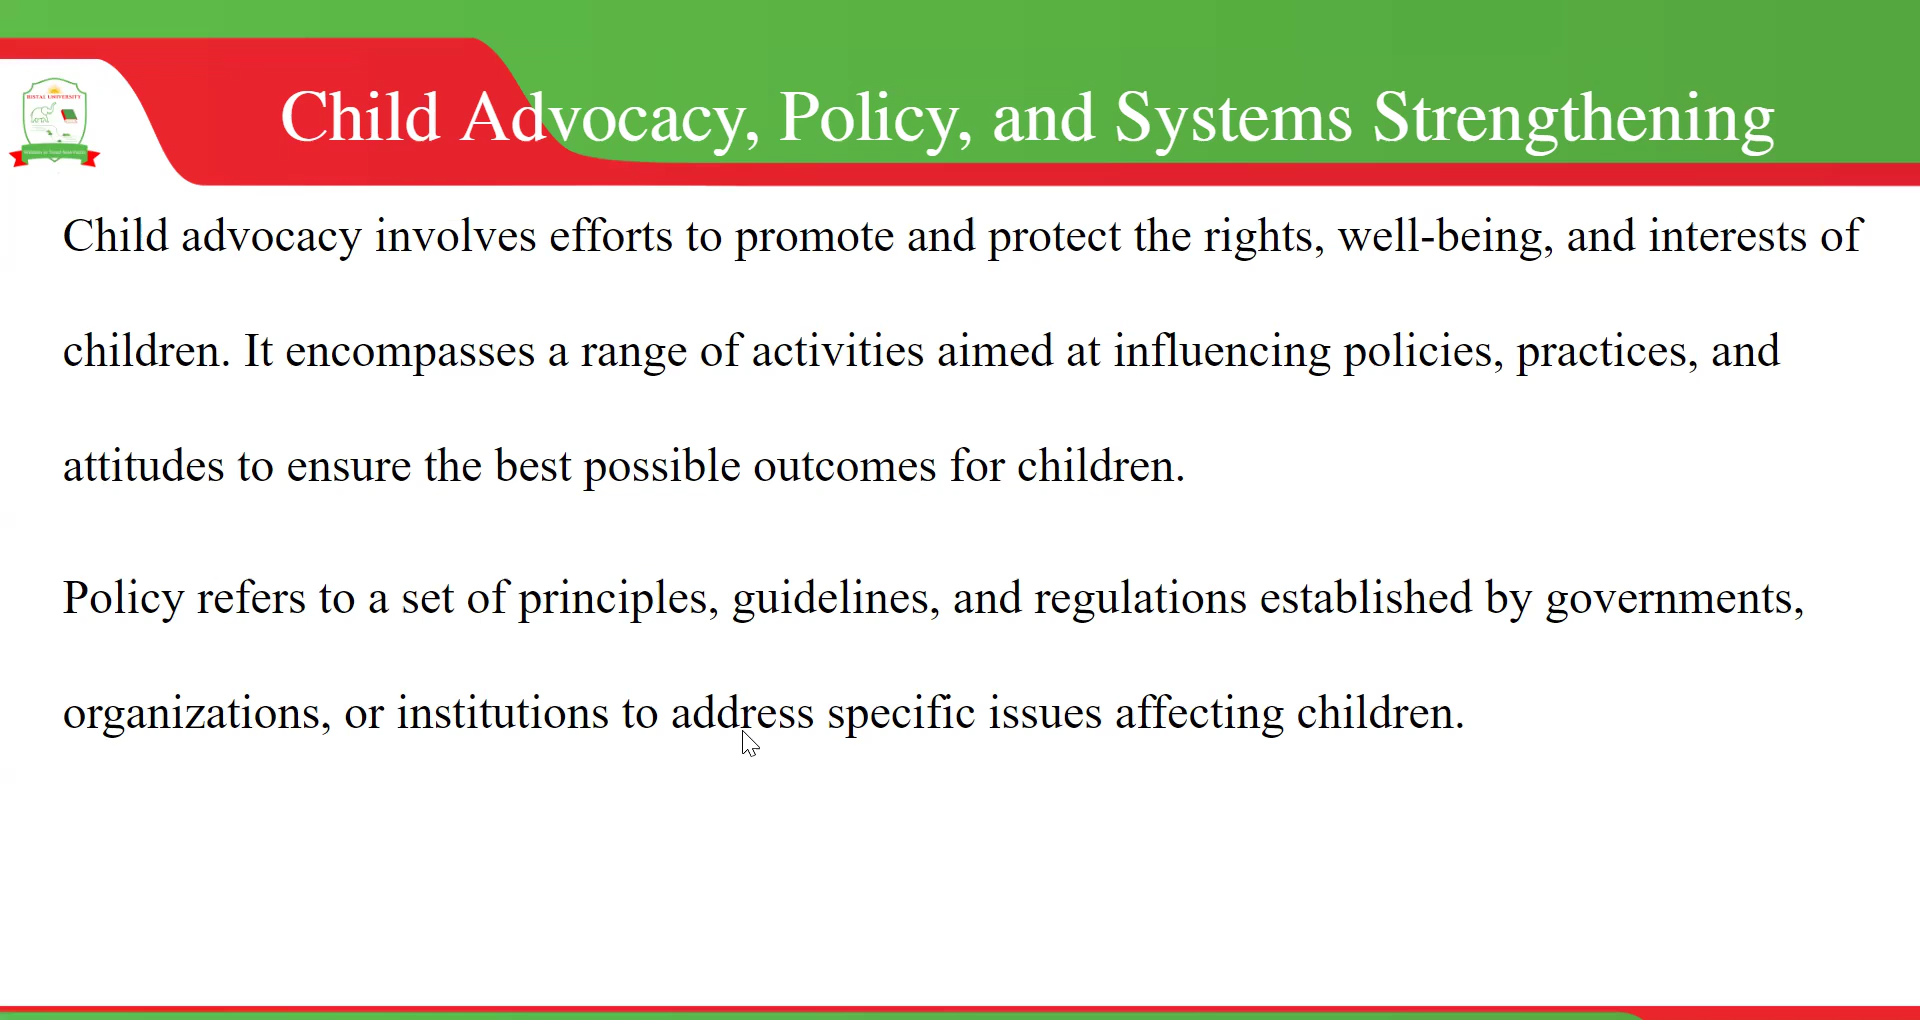 Child Advocacy, Policy, and Systems Strengthening
Child advocacy involves efforts to promote and protect the rights, well-being, and interests of
children. It encompasses a range of activities aimed at influencing policies, practices, and
attitudes to ensure the best possible outcomes for children.
Policy refers to a set of principles, guidelines, and regulations established by governments,
organizations, or institutions to address specific issues affecting children.
UNIVERSITY